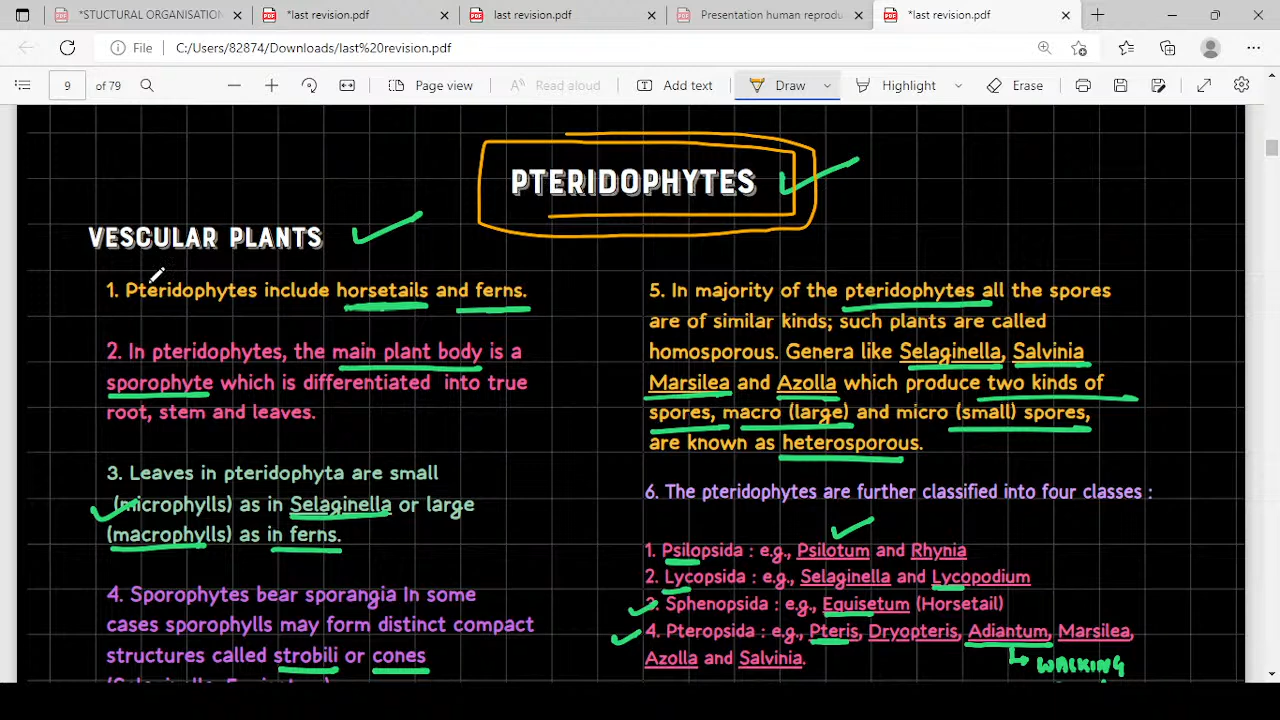 *STUCTURAL ORGANISATION
*last revision.pdf
last revision.pdf
Presentation human reprodu
*last revision.pdf
File
C:/Users/82874/Downloads/last%20revision.pdf
9 of 79
Page view
Read aloud
Add text
Draw
Highlight
Erase
PTERIDOPHYTES
VESCULAR PLANTS
1. Pteridophytes include horsetails and ferns.
2. In pteridophytes, the main plant body is a
sporophyte which is differentiated into true
root, stem and leaves.
3. Leaves in pteridophyta are small
(microphylls) as in Selaginella or large
(macrophylls) as in ferns.
4. Sporophytes bear sporangia In some
cases sporophylls may form distinct compact
structures called strobili or cones
5. In majority of the pteridophytes all the spores
are of similar kinds; such plants are called
homosporous. Genera like Selaginella, Salvinia
Marsilea and Azolla which produce two kinds of
spores, macro (large) and micro (small) spores,
are known as heterosporous.
6. The pteridophytes are further classified into four classes :
1. Psilopsida : e.g., Psilotum and Rhynia
2. Lycopsida : e.g., Selaginella and Lycopodium
3. Sphenopsida : e.g., Equisetum (Horsetail)
4. Pteropsida : e.g., Pteris, Dryopteris, Adiantum, Marsilea,
Azolla and Salvinia.
WALKING